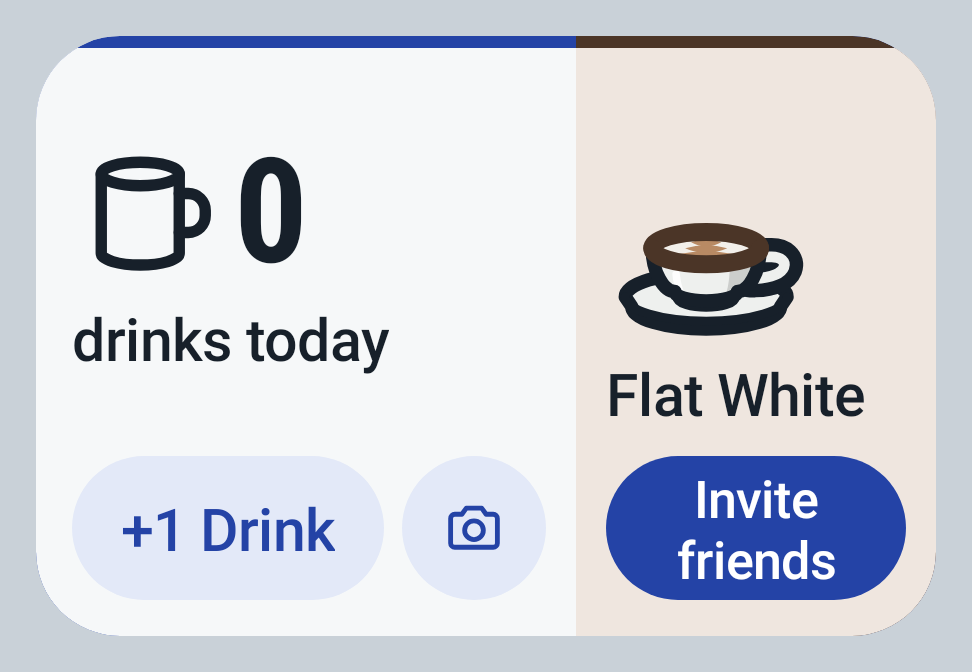 0
drinks today
+1 Drink
Flat White
Invite
friends